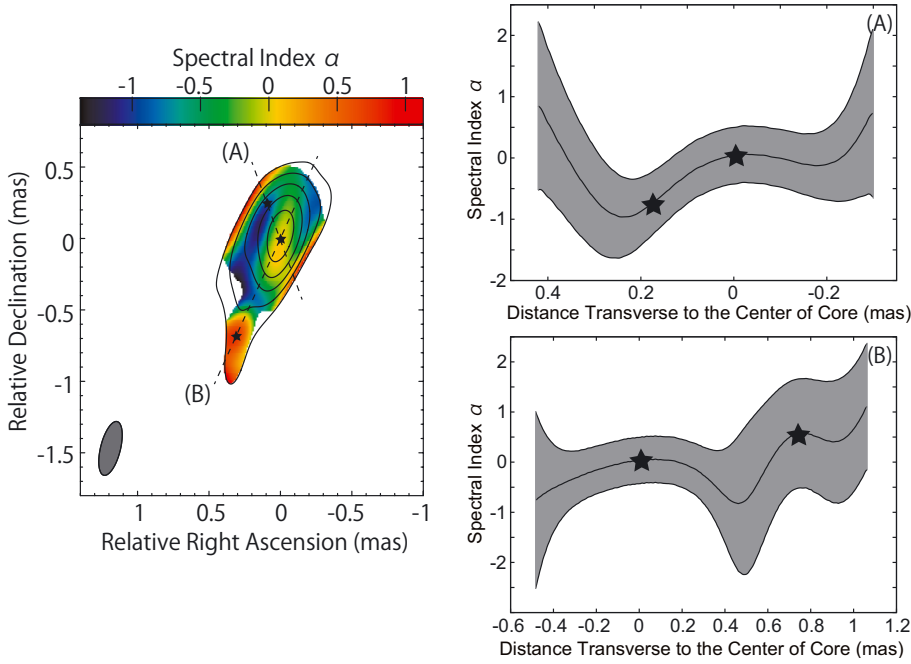 Spectral Index α
-1 -0.5 0 0.5 1
(A)
(B)
0.5
0
-0.5
-1
-1.5
Relative Declination (mas)
1 0.5 0 -0.5 -1
Relative Right Ascension (mas)
(A)
2
1
0
-1
-2
Spectral Index α
0.4 0.2 0 -0.2
Distance Transverse to the Center of Core (mas)
(B)
2
1
0
-1
-2
Spectral Index α
-0.6 -0.4 -0.2 0 0.2 0.4 0.6 0.8 1 1.2
Distance Transverse to the Center of Core (mas)